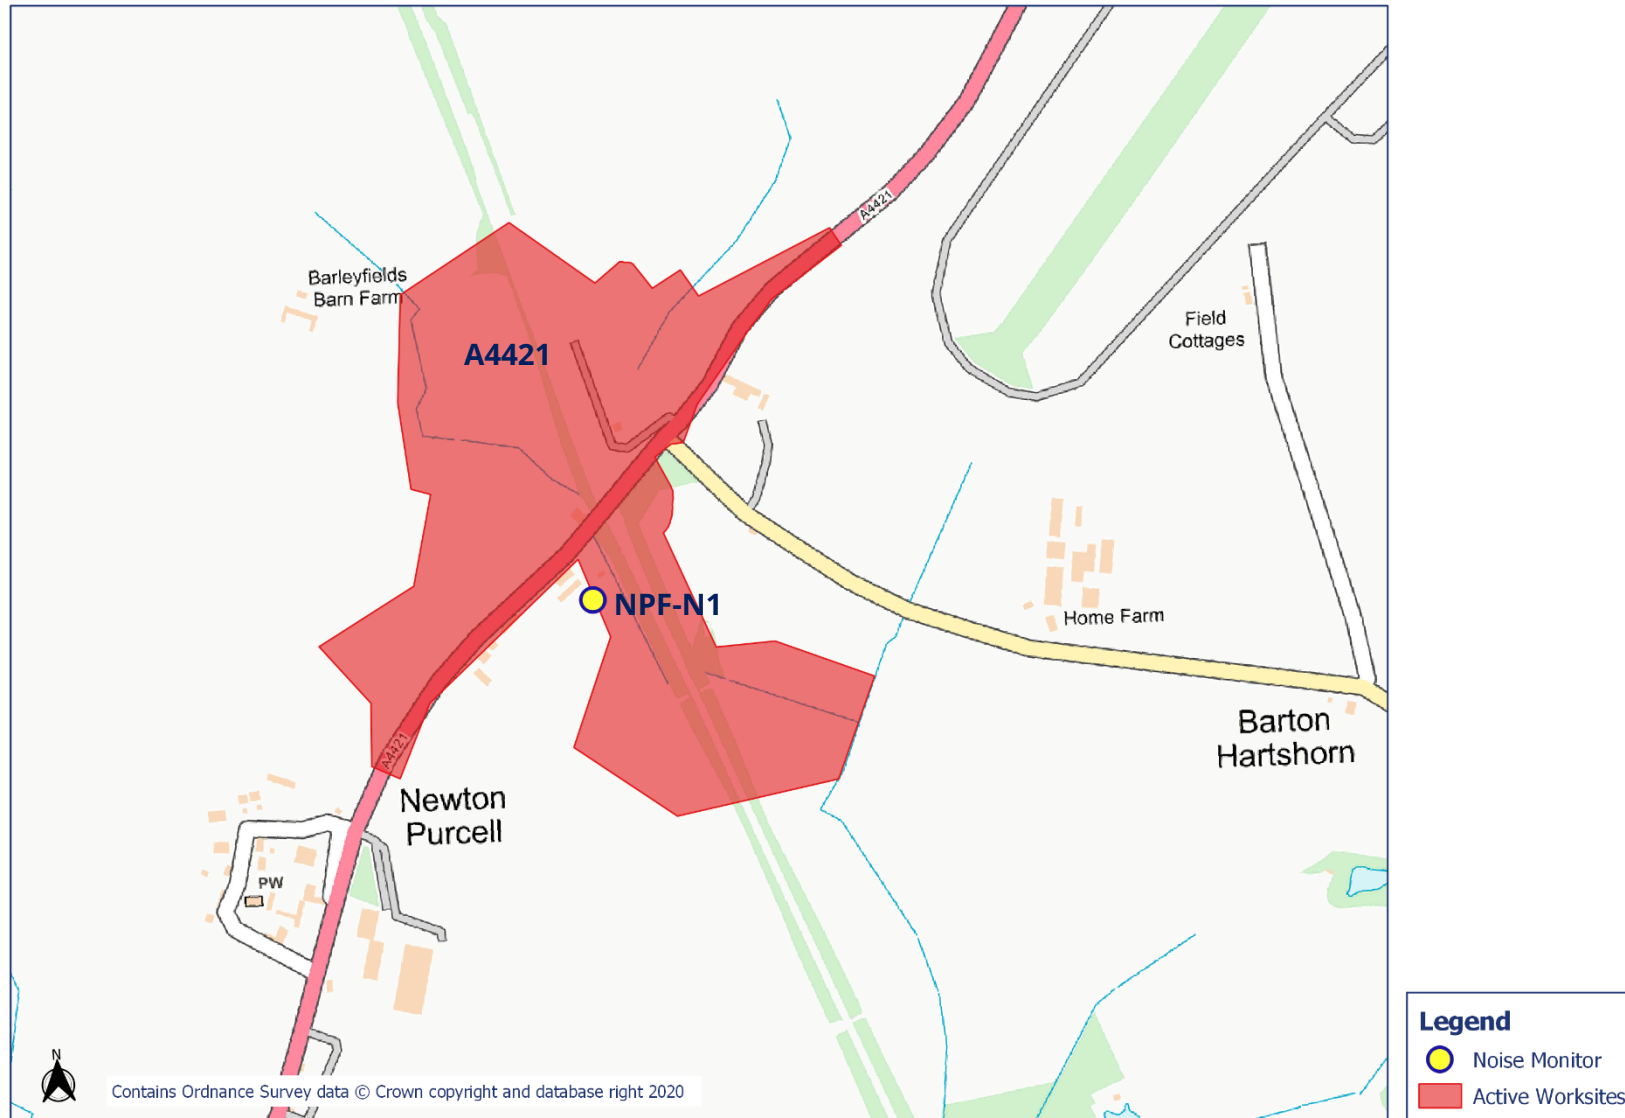 A4421
Barleyfields
Barn Farm
Field
Cottages
A4421
NPF-N1
Home Farm
Barton
Hartshorn
A4421
Newton
Purcell
PW
N
Contains Ordnance Survey data © Crown copyright and database right 2020
Legend
Noise Monitor
Active Worksites